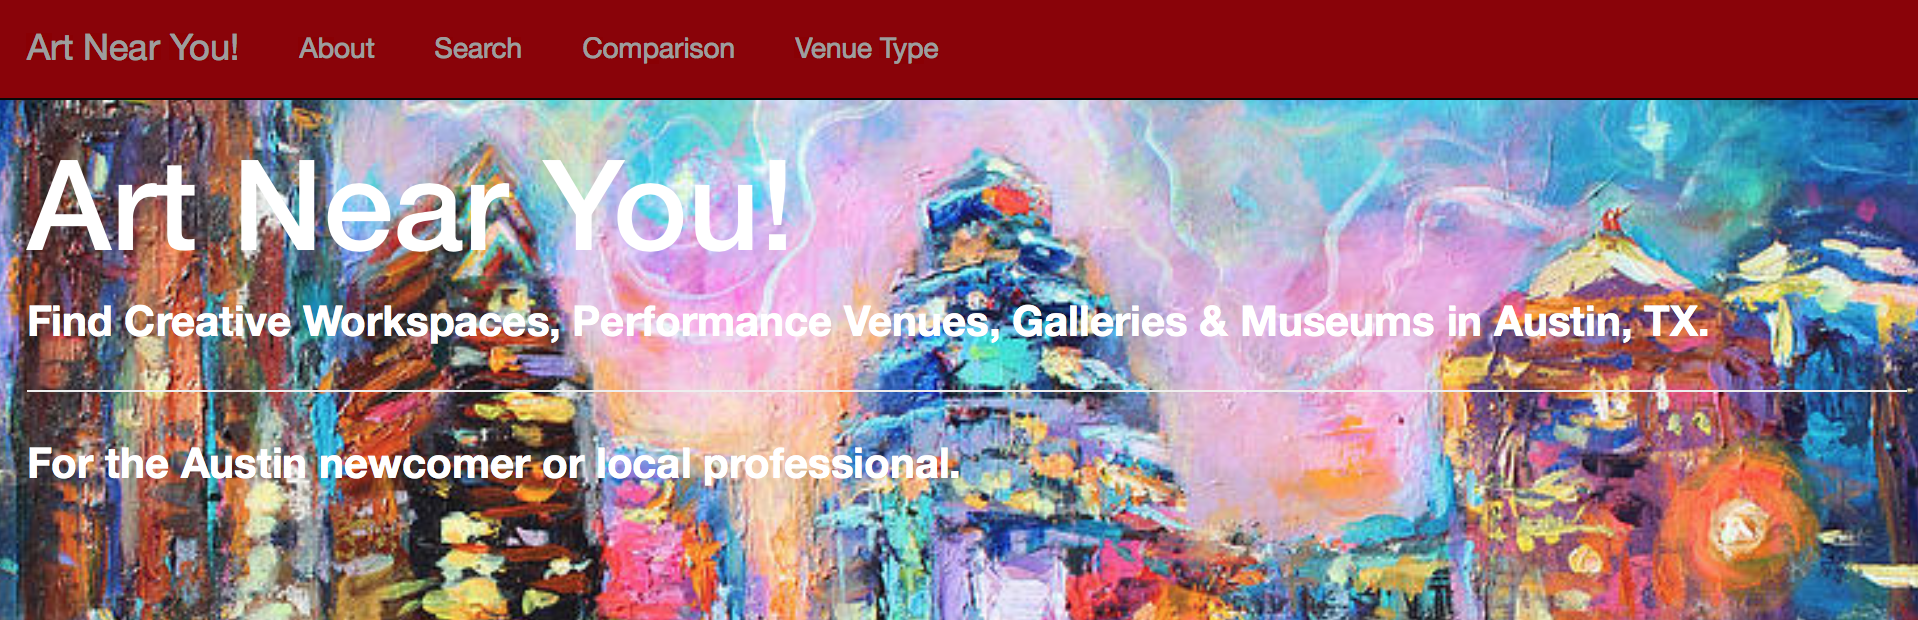 Art Near You! About Search Comparison Venue Type
Art Near You!
Find Creative Workspaces, Performance Venues, Galleries & Museums in Austin, TX.
For the Austin newcomer or local professional.